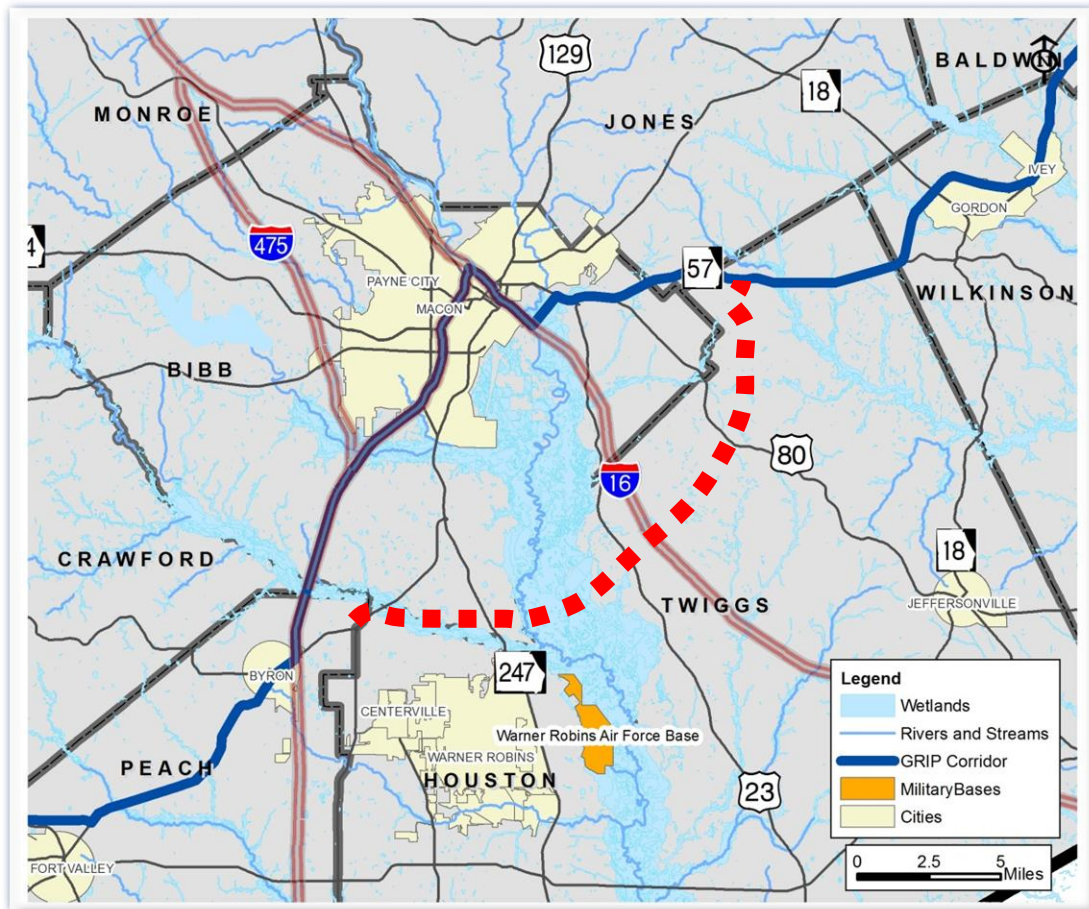 129
BALDWIN
18
MONROE
JONES
IVEY
GORDON
475
4
57
PAYNE CITY
MACON
WILKINSON
BIBB
80
16
18
CRAWFORD
TWIGGS
JEFFERSONVILLE
BYRON
247
CENTERVILLE
Warner Robins Air Force Base
WARNER ROBINS
PEACH
HOUSTON
23
FORT VALLEY
Legend
Wetlands
Rivers and Streams
GRIP Corridor
MilitaryBases
Cities
0 2.5 5
Miles